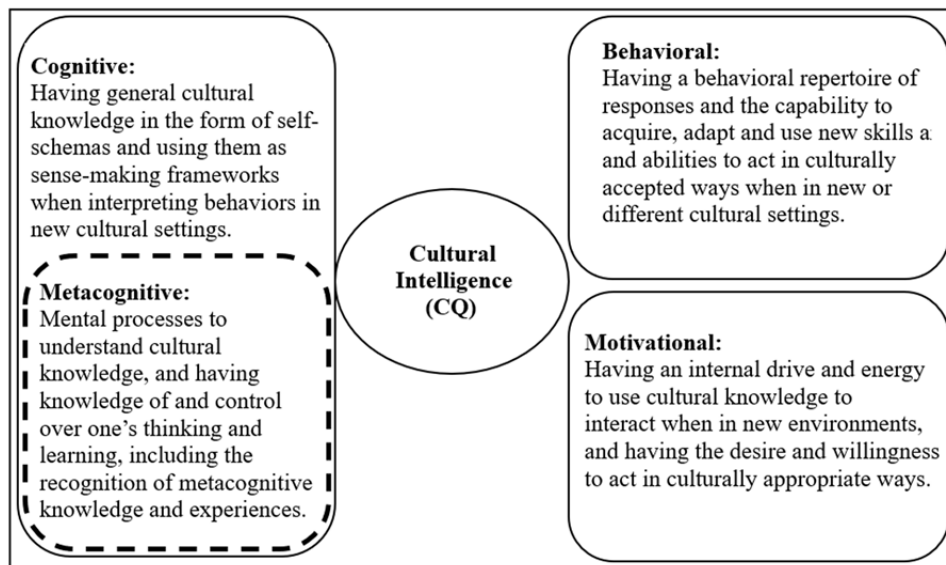 Cognitive:
Having general cultural
knowledge in the form of self-
schemas and using them as
sense-making frameworks
when interpreting behaviors in
new cultural settings.
Metacognitive:
Mental processes to
understand cultural
knowledge, and having
knowledge of and control
over one's thinking and
learning, including the
recognition of metacognitive
knowledge and experiences.
Cultural
Intelligence
(CQ)
Behavioral:
Having a behavioral repertoire of
responses and the capability to
acquire, adapt and use new skills a
and abilities to act in culturally
accepted ways when in new or
different cultural settings.
Motivational:
Having an internal drive and energy
to use cultural knowledge to
interact when in new environments,
and having the desire and willingness
to act in culturally appropriate ways.